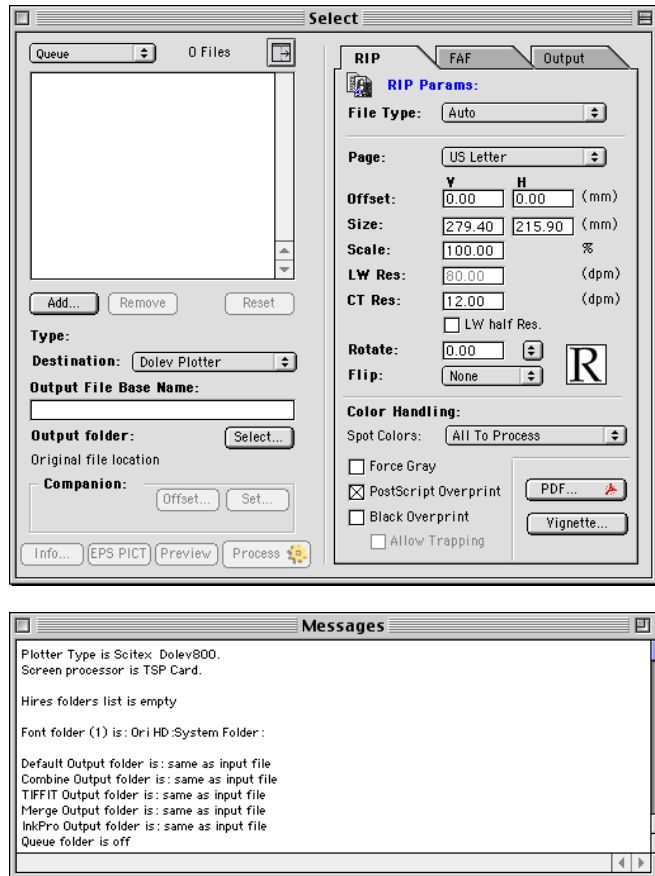 Select
Queue
0 Files
Add...
Remove
Reset
Type:
Destination: Dolev Plotter
Output File Base Name:
Output folder: Select...
Original file location
Companion:
Offset... Set...
Info... EPS PICT Preview Process
RIP FAF Output
RIP Params:
File Type: Auto
Page: US Letter
V H
Offset: 0.00 0.00 (mm)
Size: 279.40 215.90 (mm)
Scale: 100.00 %
LW Res: 80.00 (dpm)
CT Res: 12.00 (dpm)
LW half Res.
Rotate: 0.00
R
Flip: None
Color Handling:
Spot Colors: All To Process
Force Gray
PostScript Overprint
Black Overprint
Allow Trapping
PDF...
Vignette...
Messages
Plotter Type is Scitex Dolev800.
Screen processor is TSP Card.
Hires folders list is empty
Font folder (1) is: Ori HD:System Folder:
Default Output folder is: same as input file
Combine Output folder is: same as input file
TIFFIT Output folder is: same as input file
Merge Output folder is: same as input file
InkPro Output folder is: same as input file
Queue folder is off